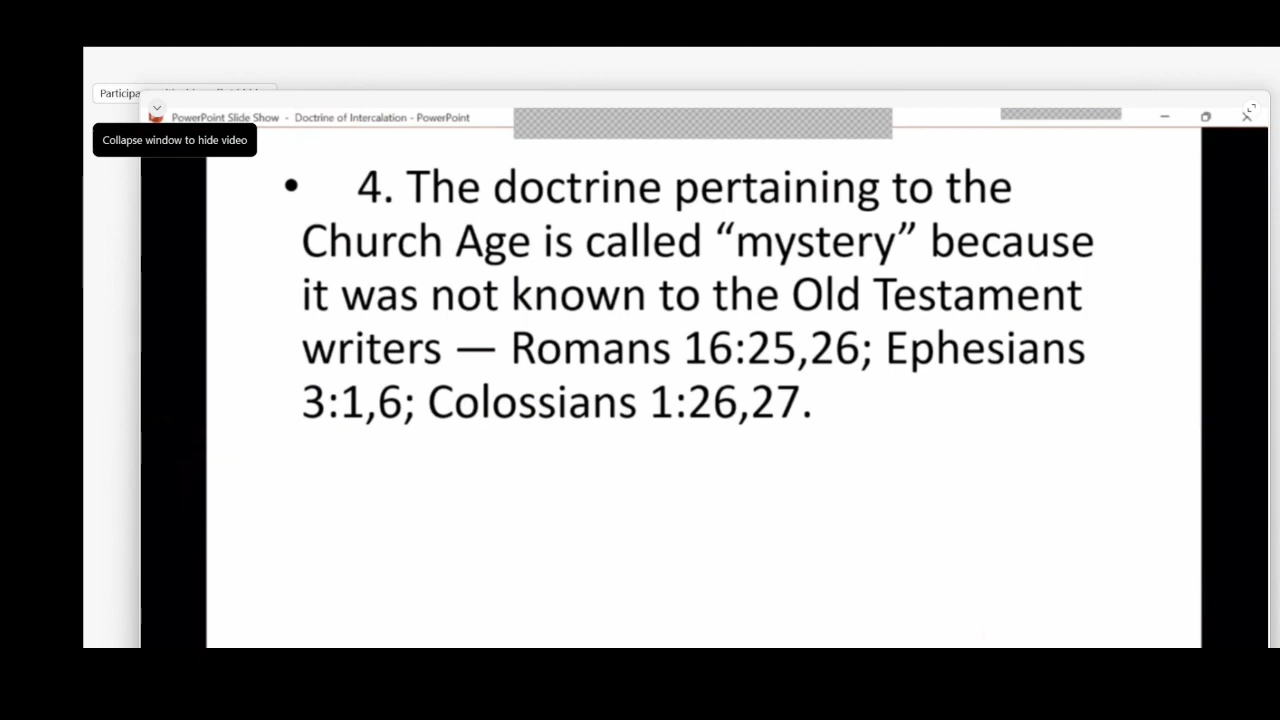 Participa
PowerPoint Slide Show - Doctrine of Intercalation - PowerPoint
Collapse window to hide video
• 4. The doctrine pertaining to the
Church Age is called “mystery” because
it was not known to the Old Testament
writers — Romans 16:25,26; Ephesians
3:1,6; Colossians 1:26,27.